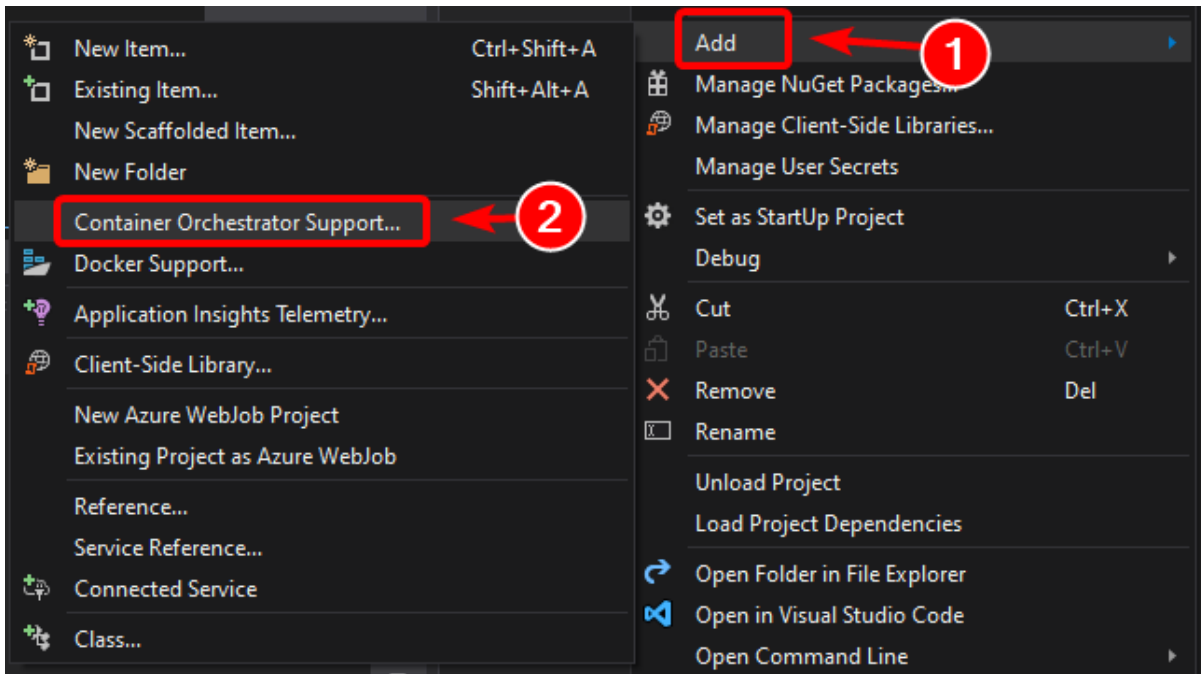 New Item... Ctrl+Shift+A
Existing Item... Shift+Alt+A
New Scaffolded Item...
New Folder
Container Orchestrator Support...
2
Docker Support...
Application Insights Telemetry...
Client-Side Library...
New Azure WebJob Project
Existing Project as Azure WebJob
Reference...
Service Reference...
Connected Service
Class...
Add
1
Manage NuGet Packages...
Manage Client-Side Libraries...
Manage User Secrets
Set as StartUp Project
Debug
Cut Ctrl+X
Paste Ctrl+V
Remove Del
Rename
Unload Project
Load Project Dependencies
Open Folder in File Explorer
Open in Visual Studio Code
Open Command Line